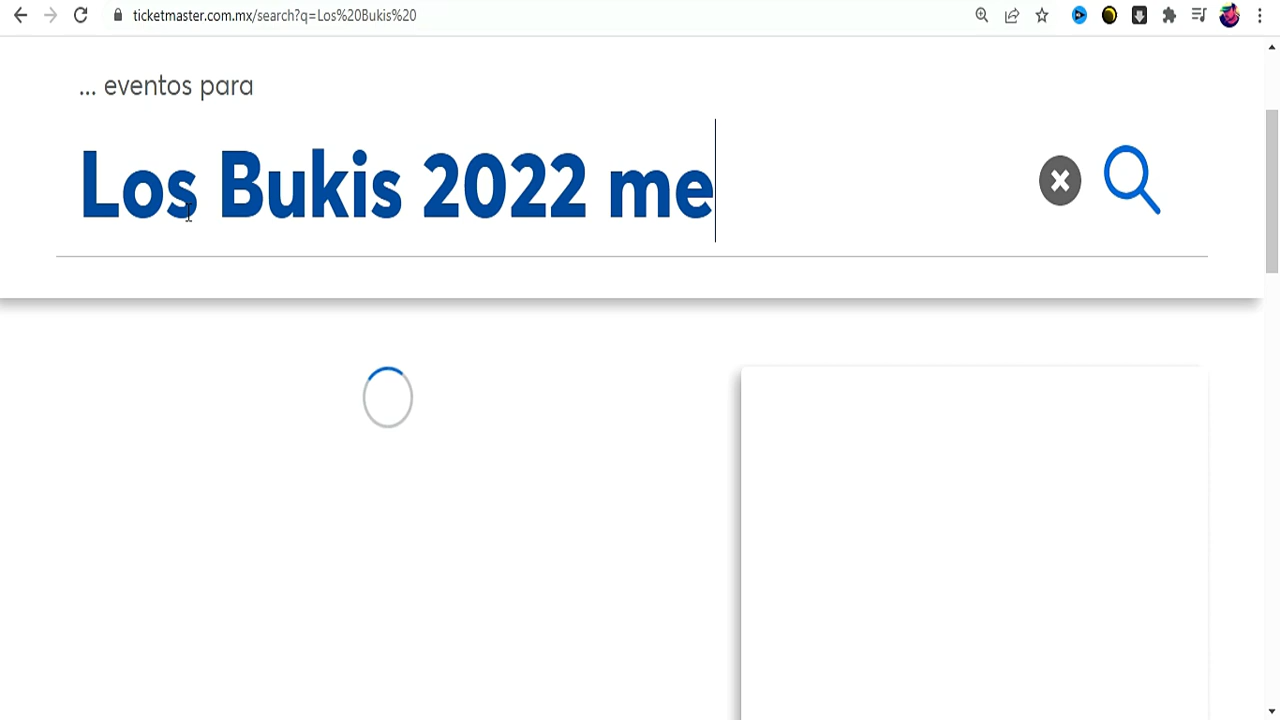 ticketmaster.com.mx/search?q=Los%20Bukis%20
... eventos para
Los Bukis 2022 me